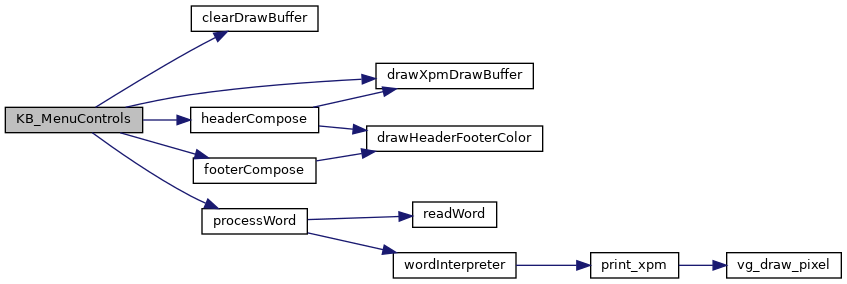 clearDrawBuffer
drawXpmDrawBuffer
KB_MenuControls
headerCompose
drawHeaderFooterColor
footerCompose
readWord
processWord
wordInterpreter
print_xpm
vg_draw_pixel